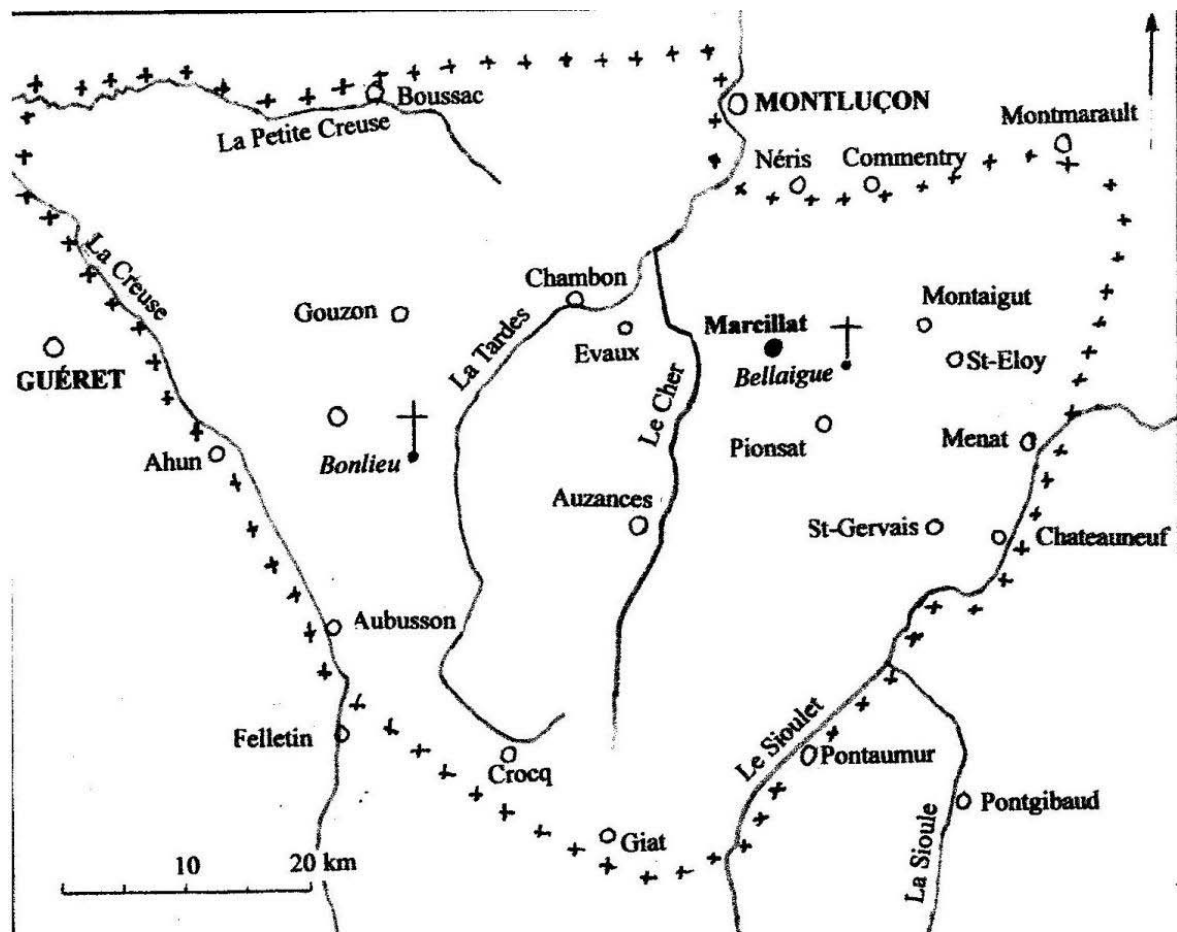 Boussac
La Petite Creuse
MONTLUÇON
Montmarault
Néris
Commentry
La Creuse
Chambon
Gouzon
Evaux
La Tardes
Marcillat
Montaigut
GUÉRET
Bellaigue
St-Eloy
Le Cher
Pionsat
Menat
Ahun
Bonlieu
Auzances
St-Gervais
Chateauneuf
Aubusson
Felletin
Crocq
Le Sioulet
Pontaumur
Pontgibaud
La Sioule
Giat
10 20 km